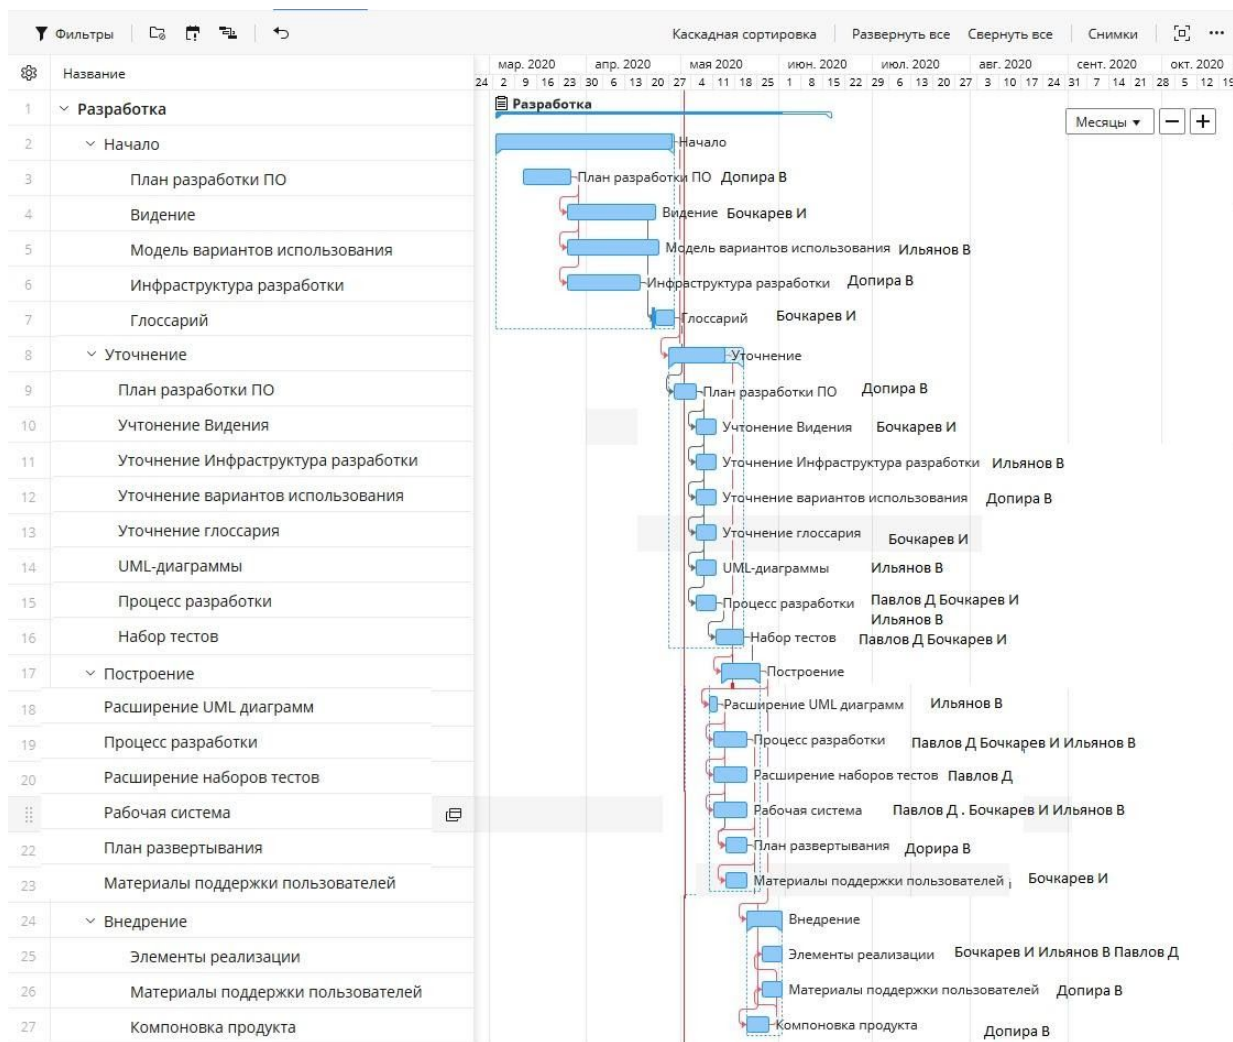 Фильтры Каскадная сортировка Развернуть все Свернуть все Снимки
Название мар. 2020 апр. 2020 мая 2020 июн. 2020 июл. 2020 авг. 2020 сент. 2020 окт. 2020
24 2 9 16 23 30 6 13 20 27 4 11 18 25 1 8 15 22 29 6 13 20 27 3 10 17 24 31 7 14 21 28 5 12 19
1 Разработка Разработка
Месяцы
2 Начало Начало
3 План разработки ПО План разработки ПО Допира В
4 Видение Видение Бочкарев И
5 Модель вариантов использования Модель вариантов использования Ильянов В
6 Инфраструктура разработки Инфраструктура разработки Допира В
7 Глоссарий Глоссарий Бочкарев И
8 Уточнение Уточнение
9 План разработки ПО План разработки ПО Допира В
10 Учтонение Видения Учтонение Видения Бочкарев И
11 Уточнение Инфраструктура разработки Уточнение Инфраструктура разработки Ильянов В
12 Уточнение вариантов использования Уточнение вариантов использования Допира В
13 Уточнение глоссария Уточнение глоссария Бочкарев И
14 UML-диаграммы UML-диаграммы Ильянов В
15 Процесс разработки Процесс разработки Павлов Д Бочкарев И
Ильянов В
16 Набор тестов Набор тестов Павлов Д Бочкарев И
17 Построение Построение
18 Расширение UML диаграмм Расширение UML диаграмм Ильянов В
19 Процесс разработки Процесс разработки Павлов Д Бочкарев И Ильянов В
20 Расширение наборов тестов Расширение наборов тестов Павлов Д
Рабочая система Рабочая система Павлов Д . Бочкарев И Ильянов В
22 План развертывания План развертывания Дорира В
23 Материалы поддержки пользователей Материалы поддержки пользователей Бочкарев И
24 Внедрение Внедрение
25 Элементы реализации Элементы реализации Бочкарев И Ильянов В Павлов Д
26 Материалы поддержки пользователей Материалы поддержки пользователей Допира В
27 Компоновка продукта Компоновка продукта Допира В